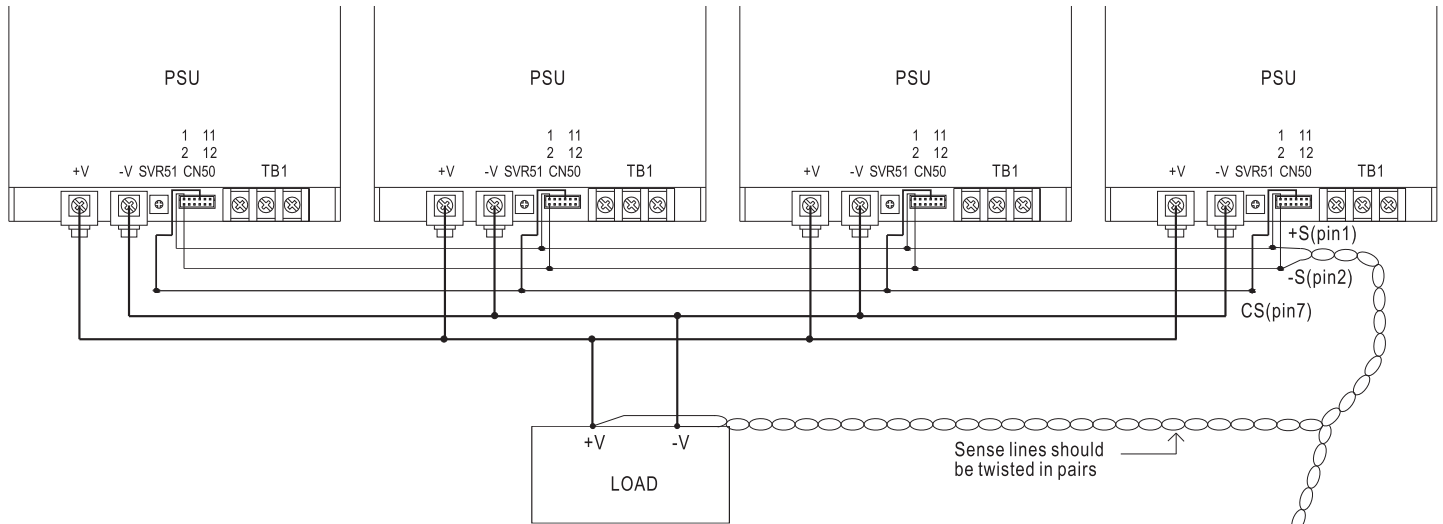 PSU
PSU
PSU
PSU
1 11
2 12
+V -V SVR51 CN50 TB1
1 11
2 12
+V -V SVR51 CN50 TB1
1 11
2 12
+V -V SVR51 CN50 TB1
1 11
2 12
+V -V SVR51 CN50 TB1
+S(pin1)
-S(pin2)
CS(pin7)
+V -V
LOAD
Sense lines should
be twisted in pairs